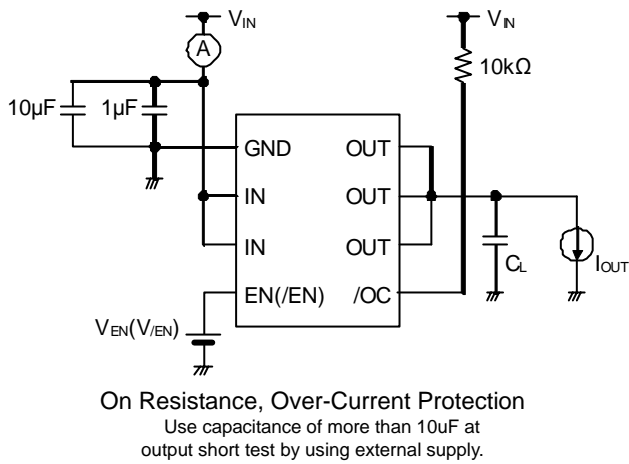 VIN
VIN
A
10kΩ
10μF
1μF
GND
OUT
IN
OUT
IN
OUT
EN(/EN)
/OC
CL
IOUT
VEN(V/EN)
On Resistance, Over-Current Protection
Use capacitance of more than 10uF at
output short test by using external supply.